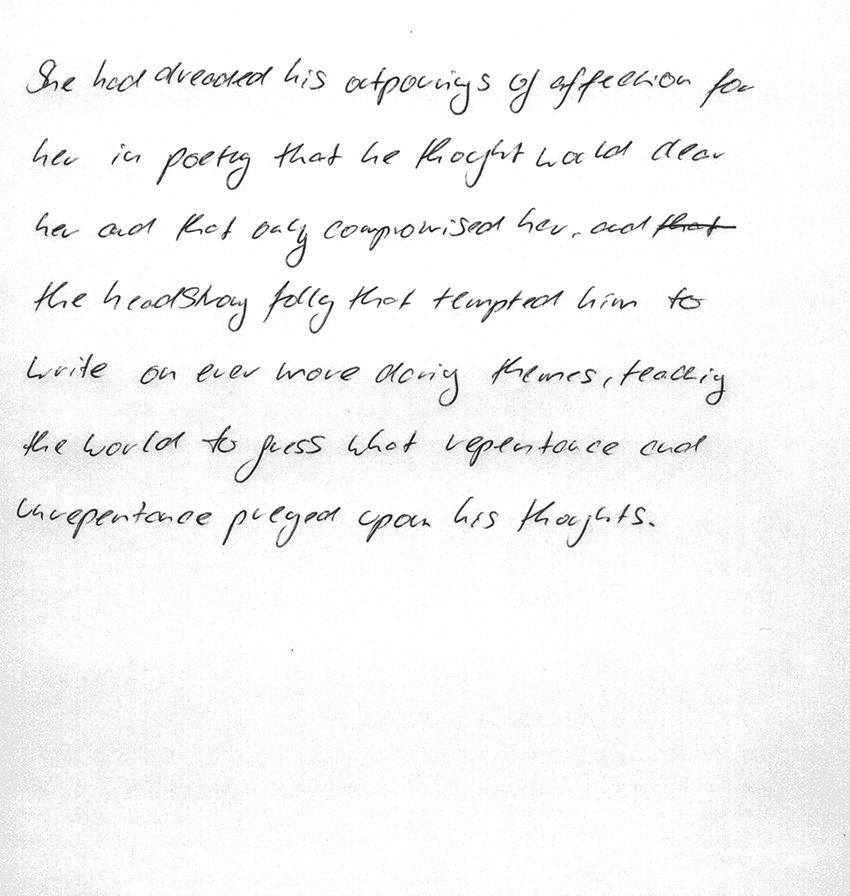 She had dreaded his outpourings of affection for
her in poetry that he thought would clear
her and that only compromised her, and that
the headstrong folly that tempted him to
write on ever more daring themes, teaching
the world to guess what repentance and
unrepentance preyed upon his thoughts.